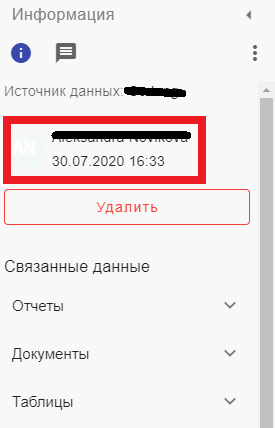 Информация
Источник данных:
AN
30.07.2020 16:33
Удалить
Связанные данные
Отчеты
Документы
Таблицы